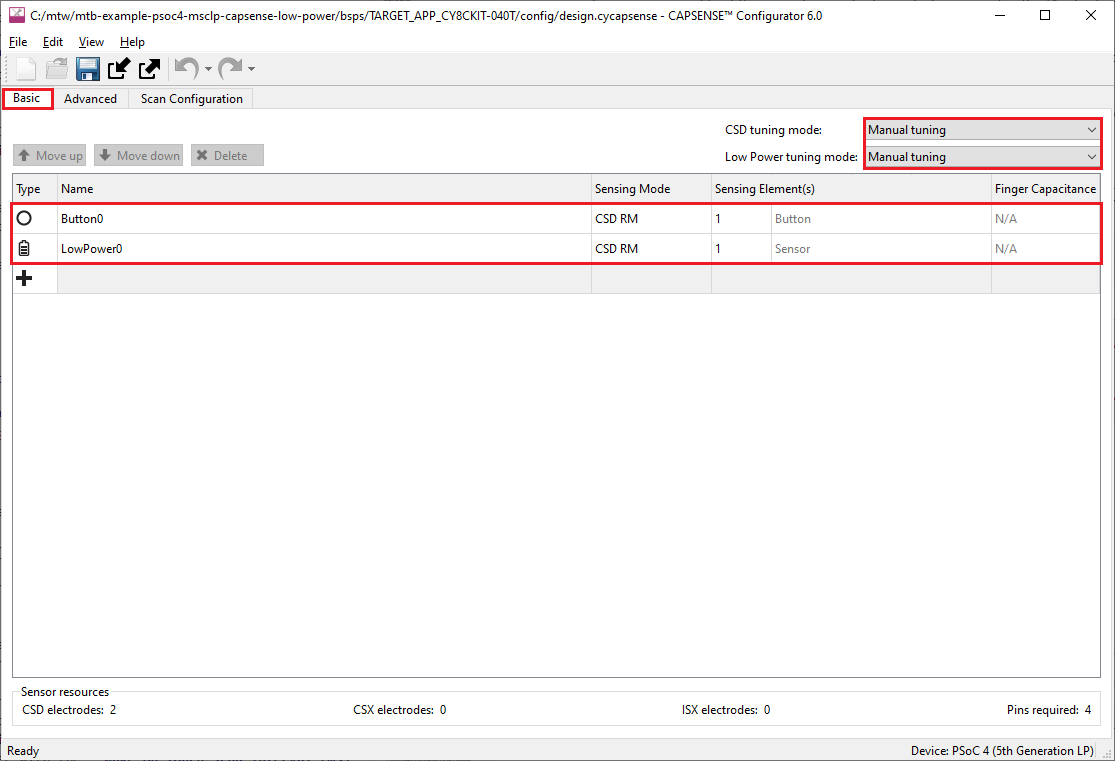 C:/mtw/mtb-example-psoc4-msclp-capsense-low-power/bsps/TARGET_APP_CY8CKIT-040T/config/design.cycapsense - CAPSENSE™ Configurator 6.0
File Edit View Help
Basic Advanced Scan Configuration
CSD tuning mode: Manual tuning
Move up Move down Delete Low Power tuning mode: Manual tuning
Type Name Sensing Mode Sensing Element(s) Finger Capacitance
Button0 CSD RM 1 Button N/A
LowPower0 CSD RM 1 Sensor N/A
Sensor resources
CSD electrodes: 2 CSX electrodes: 0 ISX electrodes: 0 Pins required: 4
Ready Device: PSoC 4 (5th Generation LP)